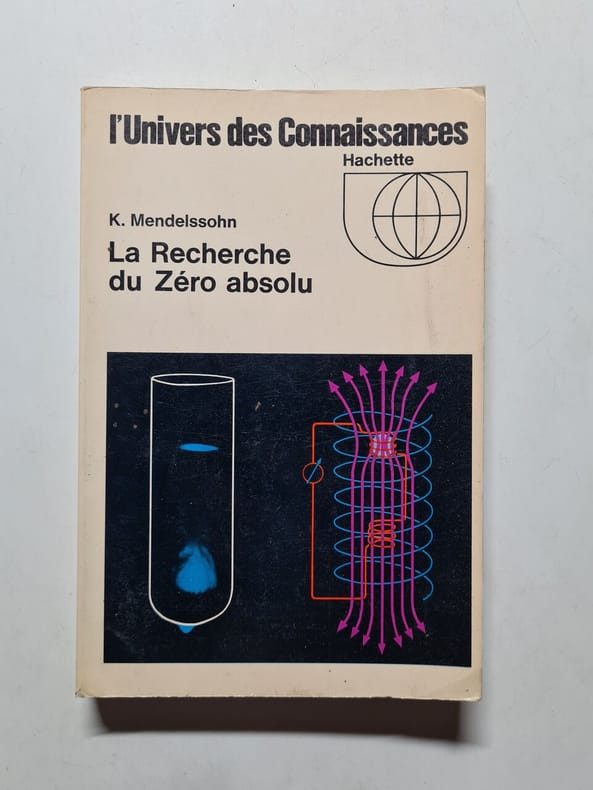 l'Univers des Connaissances
Hachette
K. Mendelssohn
La Recherche
du Zéro absolu